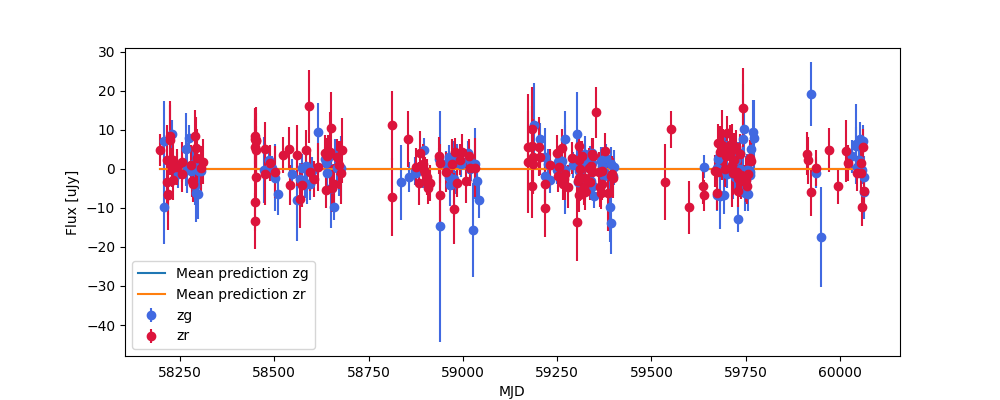 30
20
10
0
−10
−20
−30
−40
Flux [uJy]
Mean prediction zg
Mean prediction zr
zg
zr
58250 58500 58750 59000 59250 59500 59750 60000
MJD